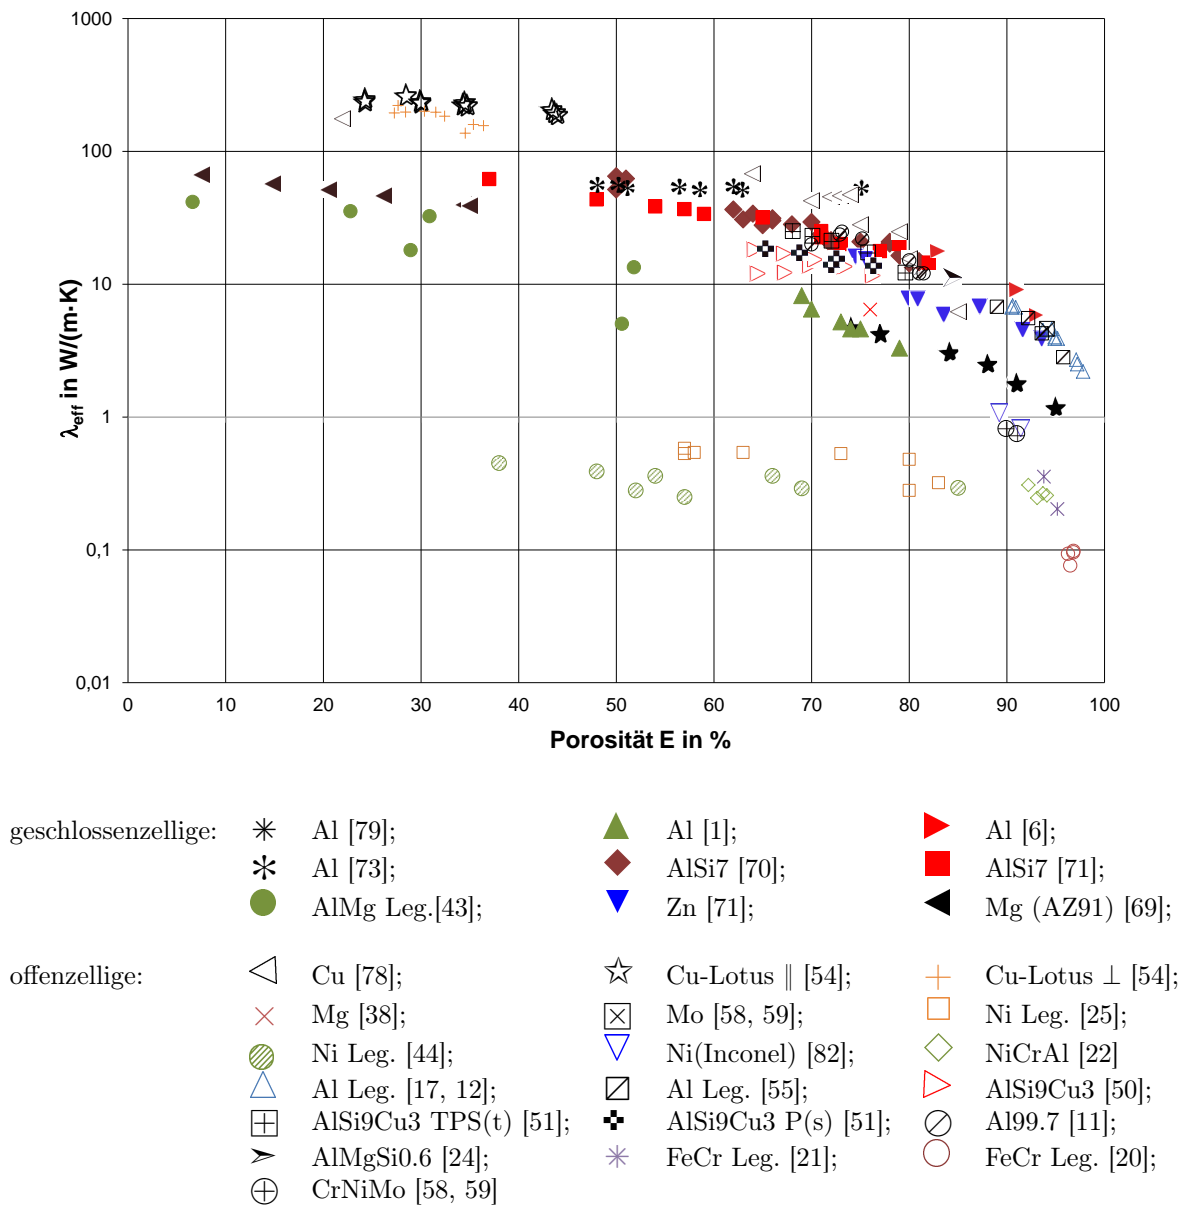 1000
100
10
1
0,1
0,01
λeff in W/(m·K)
0 10 20 30 40 50 60 70 80 90 100
Porosität E in %
geschlossenzellige: Al [79]; Al [1]; Al [6];
Al [73]; AlSi7 [70]; AlSi7 [71];
AlMg Leg.[43]; Zn [71]; Mg (AZ91) [69];
offenzellige: Cu [78]; Cu-Lotus ∥ [54]; Cu-Lotus ⊥ [54];
Mg [38]; Mo [58, 59]; Ni Leg. [25];
Ni Leg. [44]; Ni(Inconel) [82]; NiCrAl [22]
Al Leg. [17, 12]; Al Leg. [55]; AlSi9Cu3 [50];
AlSi9Cu3 TPS(t) [51]; AlSi9Cu3 P(s) [51]; Al99.7 [11];
AlMgSi0.6 [24]; FeCr Leg. [21]; FeCr Leg. [20];
CrNiMo [58, 59]